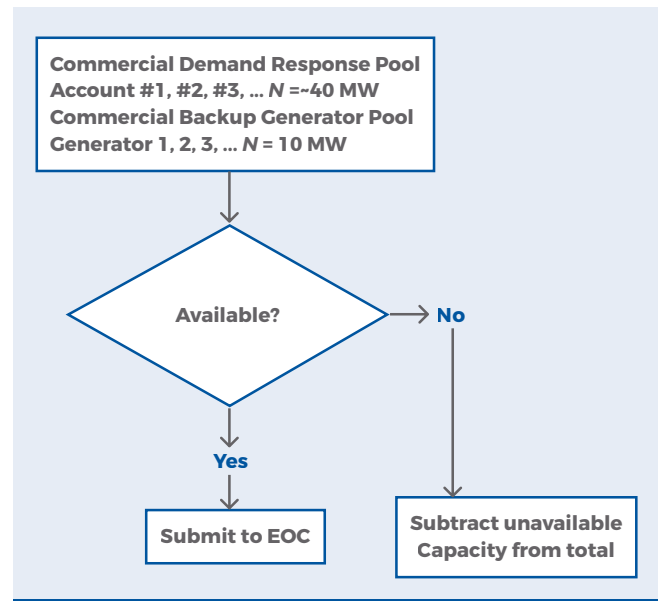 Commercial Demand Response Pool
Account #1, #2, #3, ... N =~40 MW
Commercial Backup Generator Pool
Generator 1, 2, 3, ... N = 10 MW
Available?
No
Yes
Submit to EOC
Subtract unavailable
Capacity from total